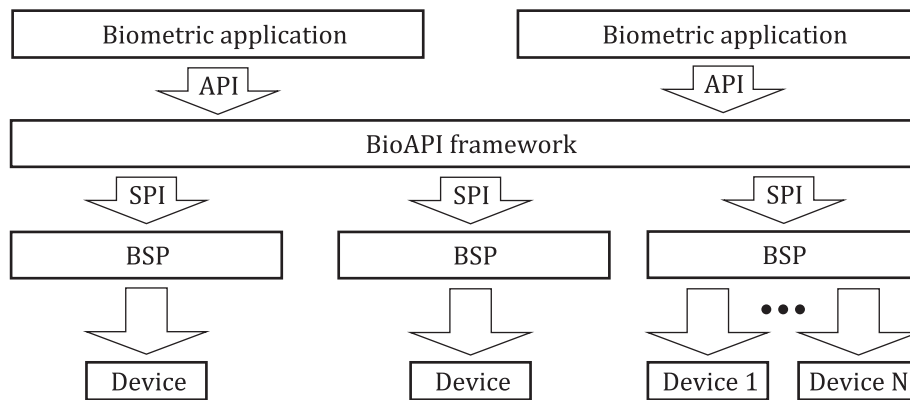 Biometric application Biometric application
API API
BioAPI framework
SPI SPI SPI
BSP BSP BSP
•••
Device Device Device 1 Device N